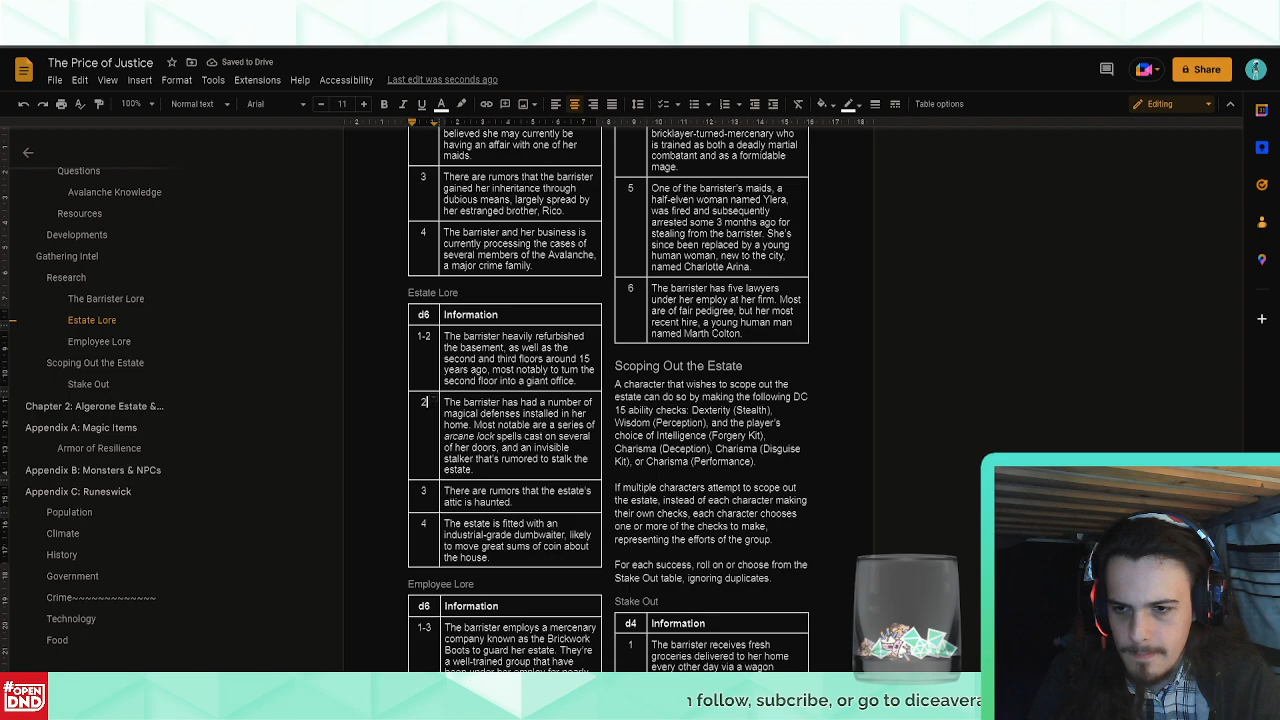 The Price of Justice
Saved to Drive
File Edit View Insert Format Tools Extensions Help Accessibility
Last edit was seconds ago
Share
100% Normal text Arial 11
Table options
Editing
2 1 1 2 3 4 5 6 7 8 9 10 11 12 13 14 15 16 17 18
Questions
Avalanche Knowledge
Resources
Developments
Gathering Intel
Research
The Barrister Lore
Estate Lore
Employee Lore
Scoping Out the Estate
Stake Out
Chapter 2: Algerone Estate &...
Appendix A: Magic Items
Armor of Resilience
Appendix B: Monsters & NPCs
Appendix C: Runeswick
Population
Climate
History
Government
Crime~~~~~~~~~~~~~
Technology
Food
believed she may currently be
having an affair with one of her
maids.
3 There are rumors that the barrister
gained her inheritance through
dubious means, largely spread by
her estranged brother, Rico.
4 The barrister and her business is
currently processing the cases of
several members of the Avalanche,
a major crime family.
Estate Lore
d6 Information
1-2 The barrister heavily refurbished
the basement, as well as the
second and third floors around 15
years ago, most notably to turn the
second floor into a giant office.
2 The barrister has had a number of
magical defenses installed in her
home. Most notable are a series of
arcane lock spells cast on several
of her doors, and an invisible
stalker that's rumored to stalk the
estate.
3 There are rumors that the estate's
attic is haunted.
4 The estate is fitted with an
industrial-grade dumbwaiter, likely
to move great sums of coin about
the house.
Employee Lore
d6 Information
1-3 The barrister employs a mercenary
company known as the Brickwork
Boots to guard her estate. They're
a well-trained group that have
bricklayer-turned-mercenary who
is trained as both a deadly martial
combatant and as a formidable
mage.
5 One of the barrister's maids, a
half-elven woman named Ylera,
was fired and subsequently
arrested some 3 months ago for
stealing from the barrister. She's
since been replaced by a young
human woman, new to the city,
named Charlotte Arina.
6 The barrister has five lawyers
under her employ at her firm. Most
are of fair pedigree, but her most
recent hire, a young human man
named Marth Colton.
Scoping Out the Estate
A character that wishes to scope out the
estate can do so by making the following DC
15 ability checks: Dexterity (Stealth),
Wisdom (Perception), and the player's
choice of Intelligence (Forgery Kit),
Charisma (Deception), Charisma (Disguise
Kit), or Charisma (Performance).
If multiple characters attempt to scope out
the estate, instead of each character making
their own checks, each character chooses
one or more of the checks to make,
representing the efforts of the group.
For each success, roll on or choose from the
Stake Out table, ignoring duplicates.
Stake Out
d4 Information
1 The barrister receives fresh
groceries delivered to her home
every other day via a wagon
#OPEN
DND
follow, subcribe, or go to diceavera